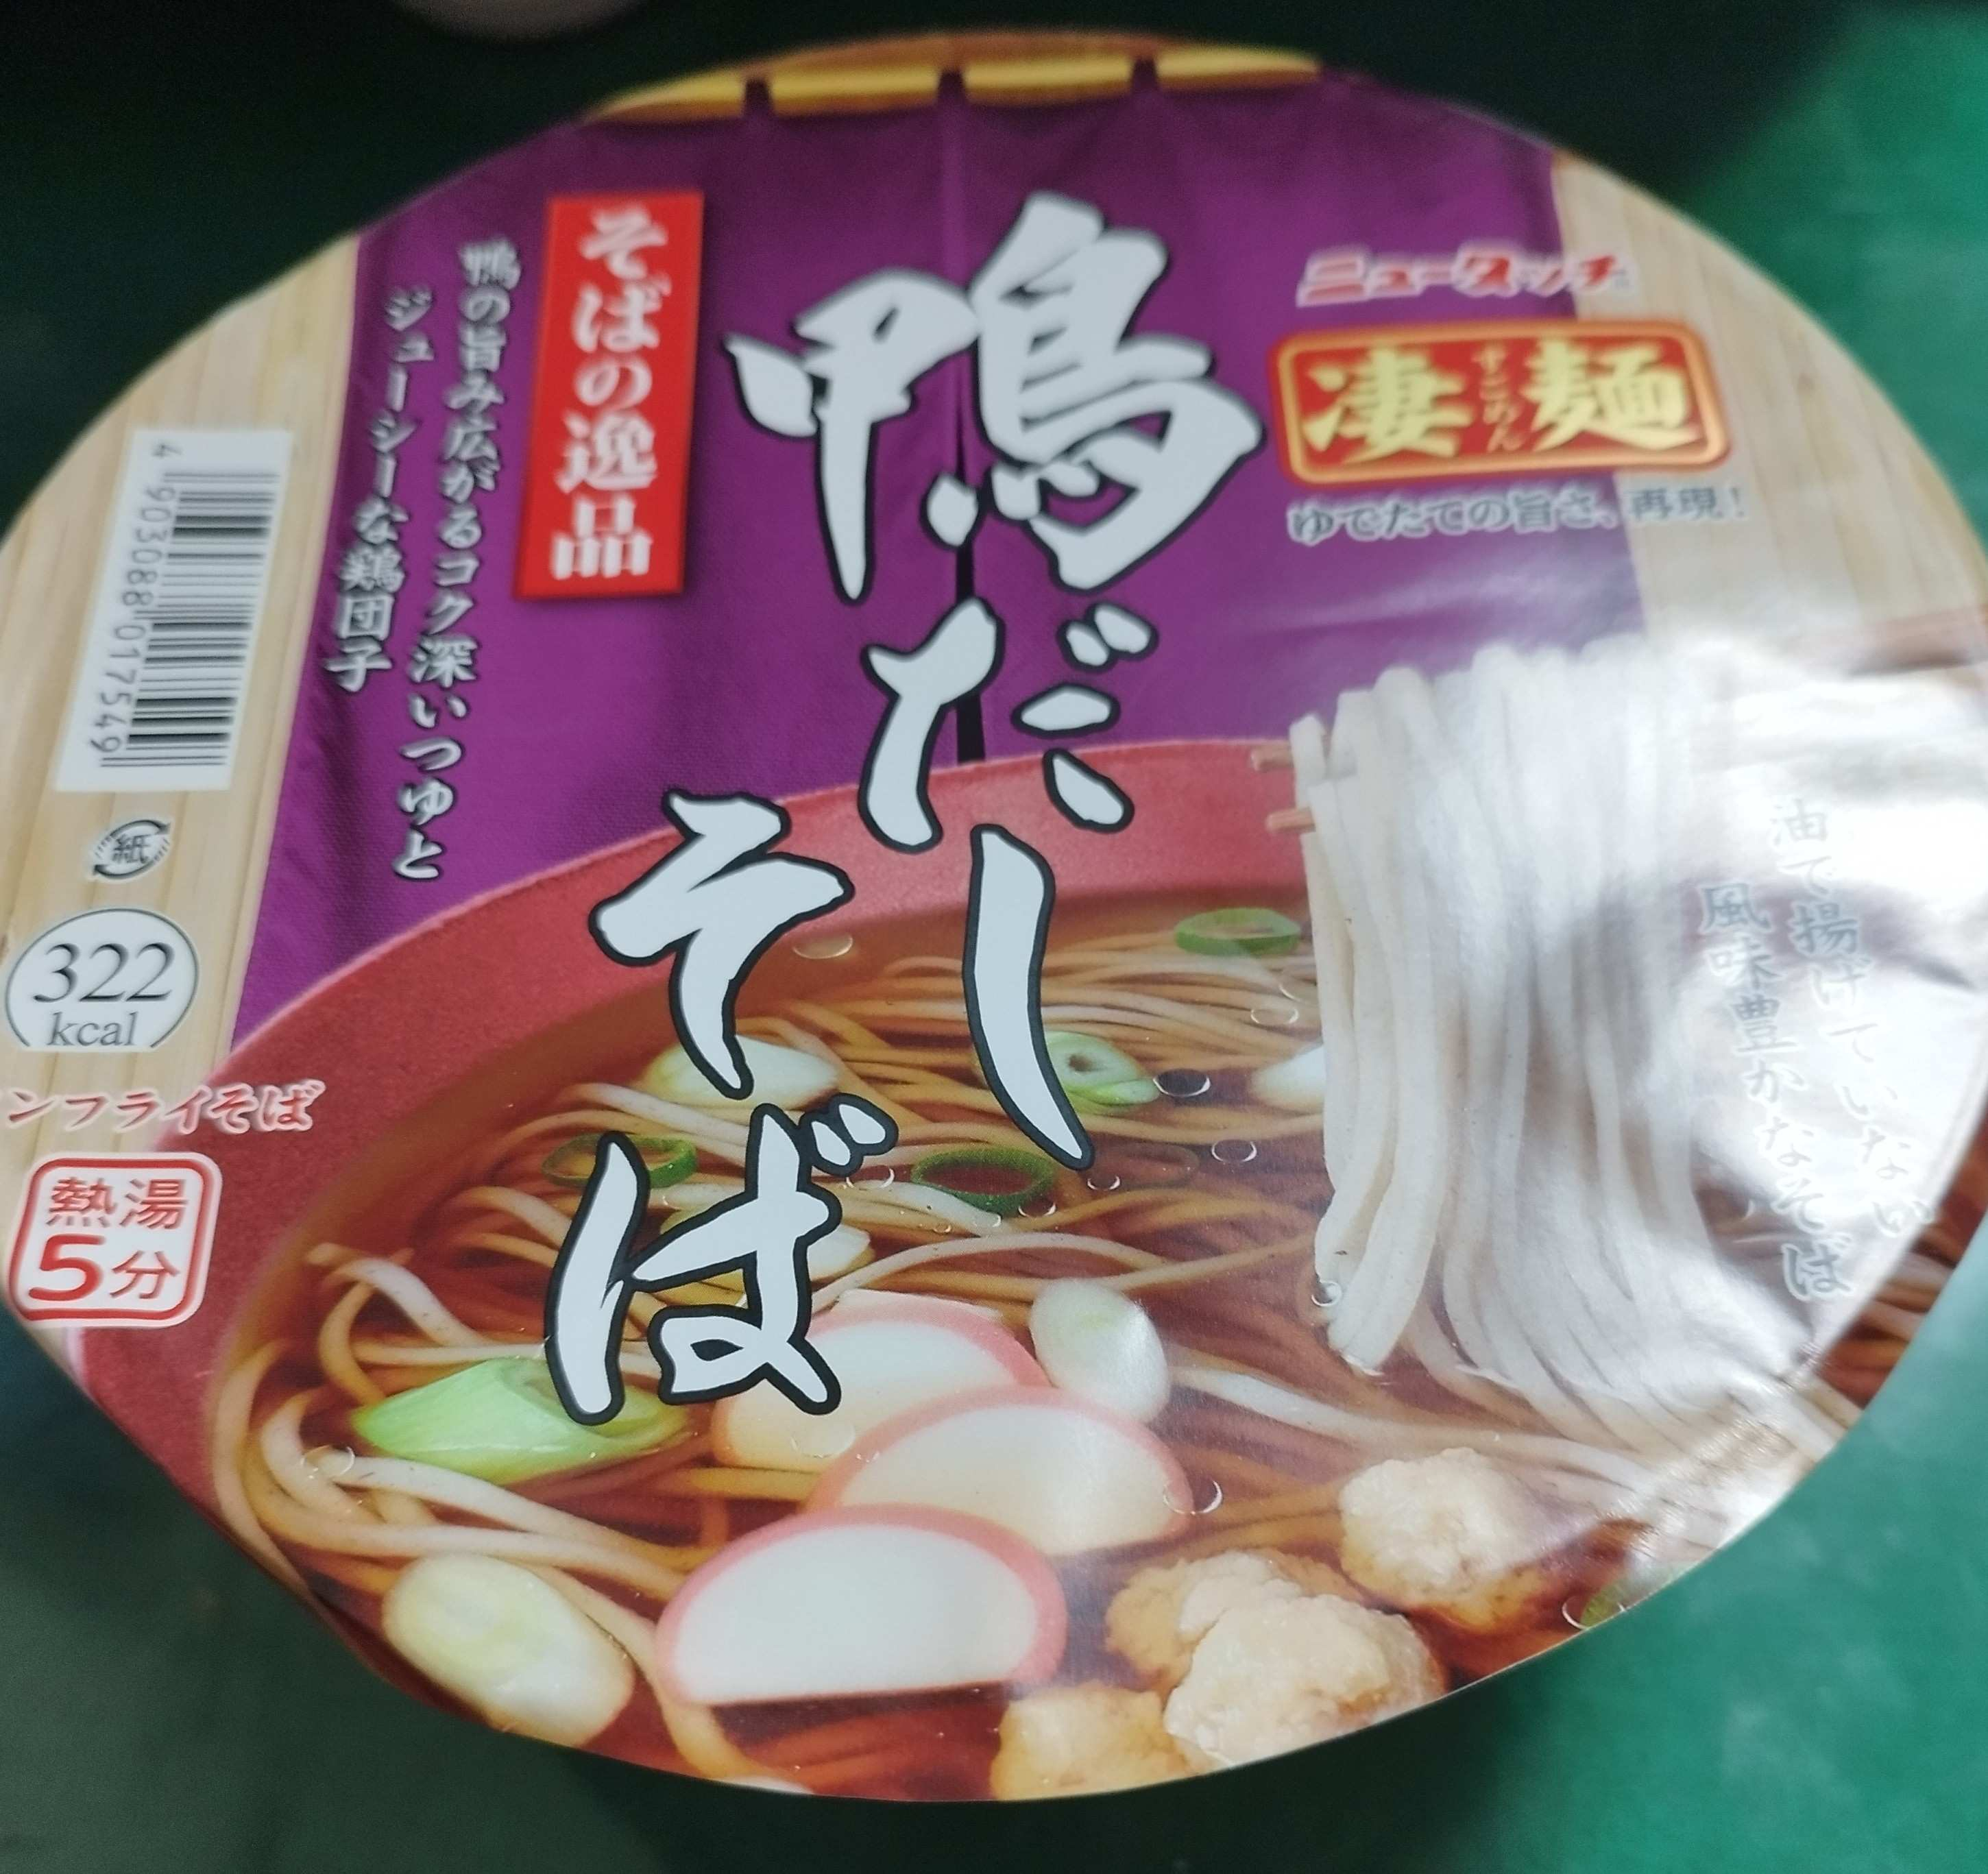 ニュータッチ
凄麺
すごめん
ゆでたての旨さ、再現!
鴨だし
そば
そばの逸品
鴨の旨み広がるコク深いつゆと
ジューシーな鶏団子
油で揚げていない
風味豊かなそば
4 903088 017549
紙
322
kcal
ンフライそば
熱湯
5分